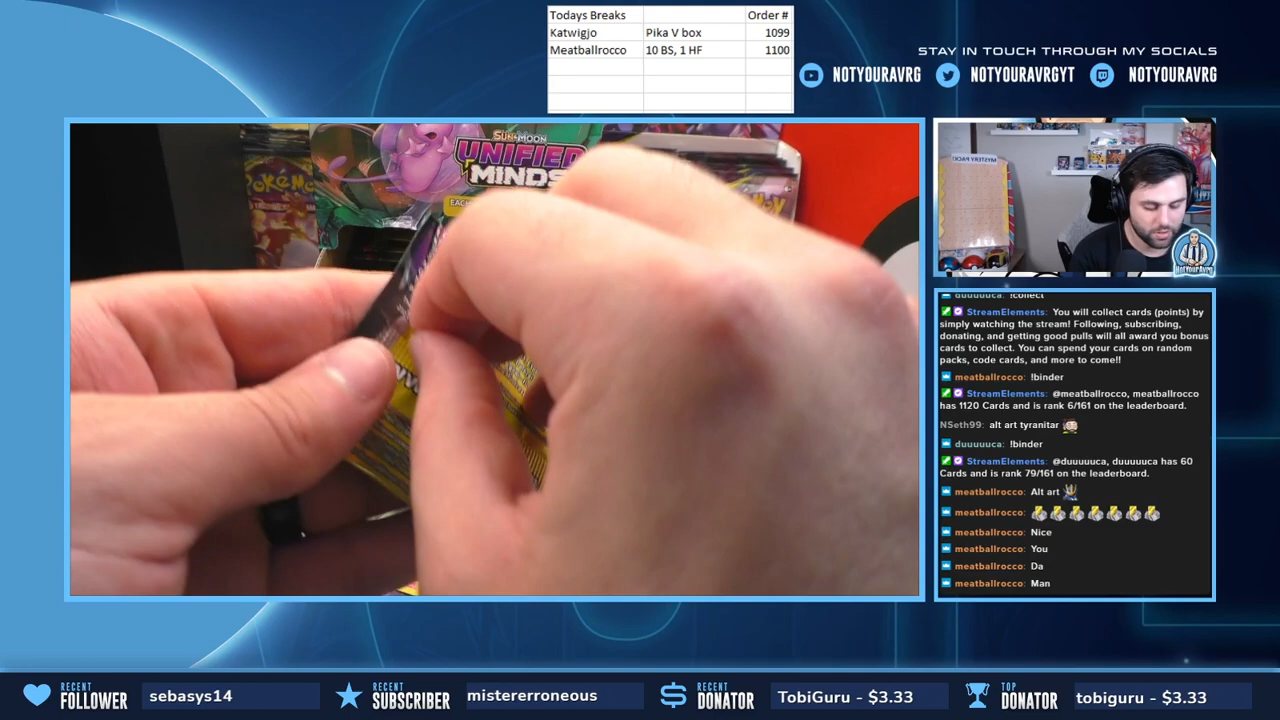 Todays Breaks Order #
Katwigjo Pika V box 1099
Meatballrocco 10 BS, 1 HF 1100
STAY IN TOUCH THROUGH MY SOCIALS
NOTYOURAVRG NOTYOURAVRGYT NOTYOURAVRG
SUN & MOON
UNIFIED
MINDS
EACH
POKéM
MYSTERY PACKS
NotYourAvrg
duuuuuca: !collect
StreamElements: You will collect cards (points) by
simply watching the stream! Following, subscribing,
donating, and getting good pulls will all award you bonus
cards to collect. You can spend your cards on random
packs, code cards, and more to come!!
meatballrocco: !binder
StreamElements: @meatballrocco, meatballrocco
has 1120 Cards and is rank 6/161 on the leaderboard.
NSeth99: alt art tyranitar
duuuuuca: !binder
StreamElements: @duuuuuca, duuuuuca has 60
Cards and is rank 79/161 on the leaderboard.
meatballrocco: Alt art
meatballrocco:
meatballrocco: Nice
meatballrocco: You
meatballrocco: Da
meatballrocco: Man
RECENT FOLLOWER sebasys14
RECENT SUBSCRIBER mistererroneous
RECENT DONATOR TobiGuru - $3.33
TOP DONATOR tobiguru - $3.33